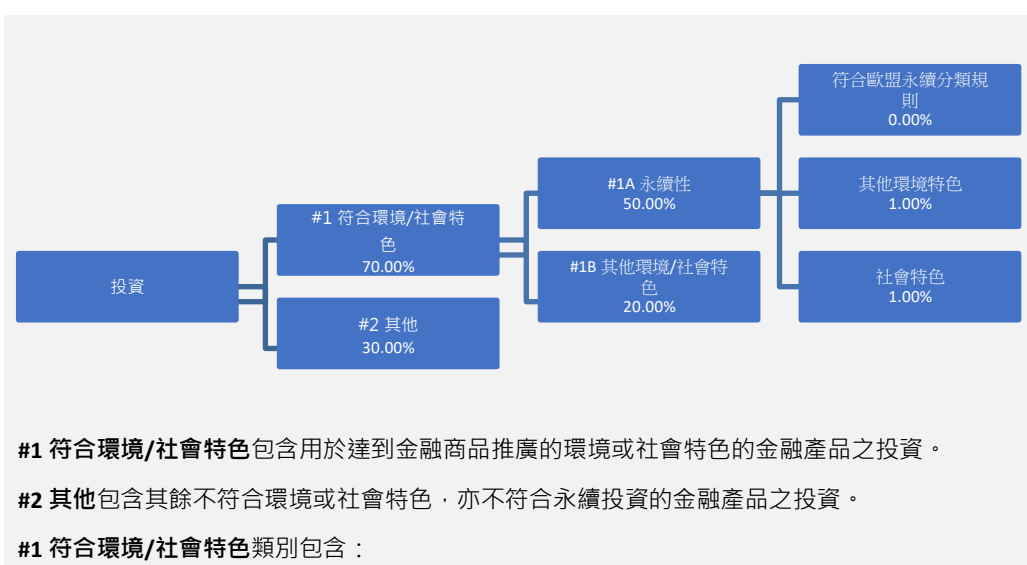 投資
#1 符合環境/社會特
色
70.00%
#2 其他
30.00%
#1A 永續性
50.00%
#1B 其他環境/社會特
色
20.00%
符合歐盟永續分類規
則
0.00%
其他環境特色
1.00%
社會特色
1.00%
#1 符合環境/社會特色包含用於達到金融商品推廣的環境或社會特色的金融產品之投資。
#2 其他包含其餘不符合環境或社會特色，亦不符合永續投資的金融產品之投資。
#1 符合環境/社會特色類別包含：